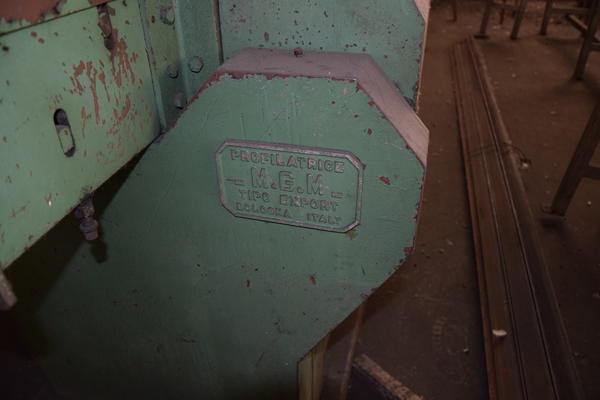 PROFILATRICE
- M.G.M. -
TIPO EXPORT
BOLOGNA ITALY